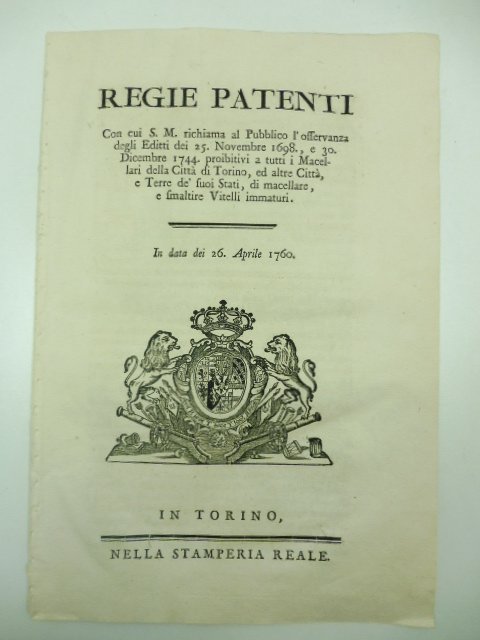 REGIE PATENTI
Con cui S. M. richiama al Pubblico l'osservanza
degli Editti dei 25. Novembre 1698., e 30.
Dicembre 1744. proibitivi a tutti i Macel-
lari della Città di Torino, ed altre Città,
e Terre de' suoi Stati, di macellare,
e smaltire Vitelli immaturi.
In data dei 26. Aprile 1760.
IN TORINO,
NELLA STAMPERIA REALE.